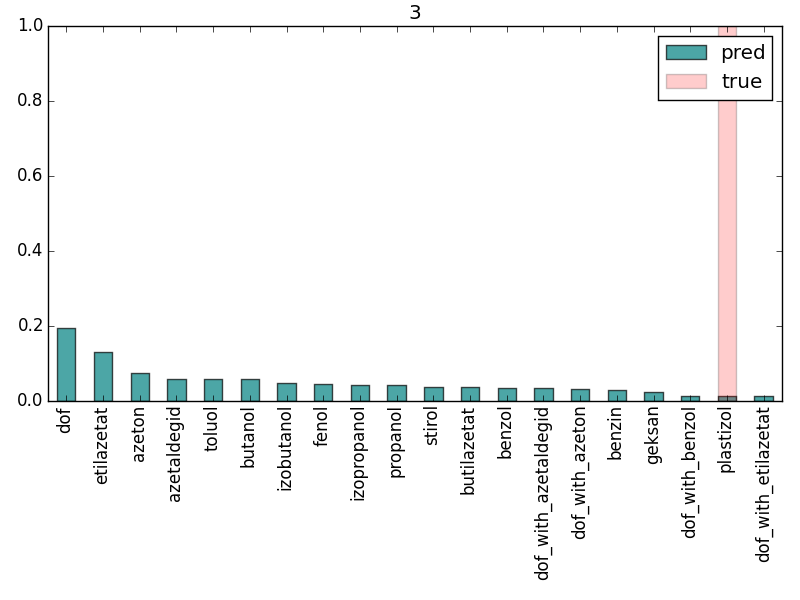 3
1.0
0.8
0.6
0.4
0.2
0.0
pred
true
dof
etilazetat
azeton
azetaldegid
toluol
butanol
izobutanol
fenol
izopropanol
propanol
stirol
butilazetat
benzol
dof_with_azetaldegid
dof_with_azeton
benzin
geksan
dof_with_benzol
plastizol
dof_with_etilazetat